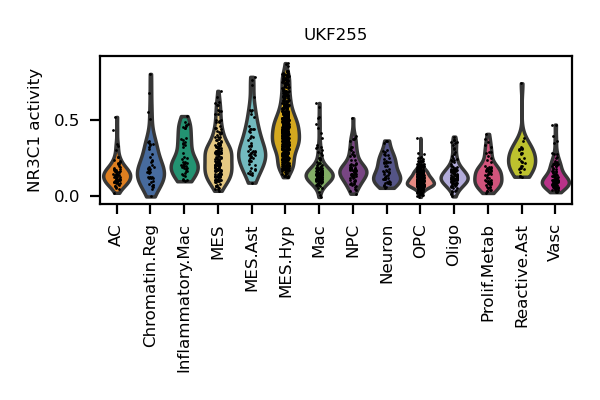 UKF255
NR3C1 activity
0.5
0.0
AC
Chromatin.Reg
Inflammatory.Mac
MES
MES.Ast
MES.Hyp
Mac
NPC
Neuron
OPC
Oligo
Prolif.Metab
Reactive.Ast
Vasc